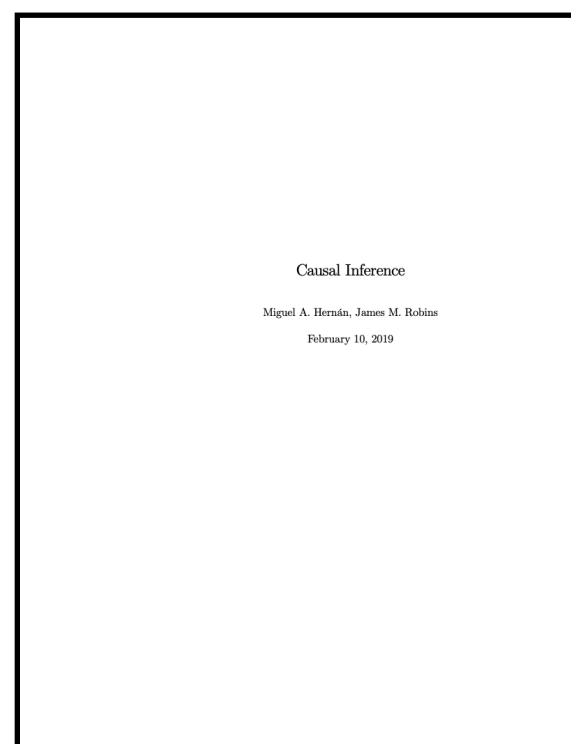 Causal Inference
Miguel A. Hernán, James M. Robins
February 10, 2019